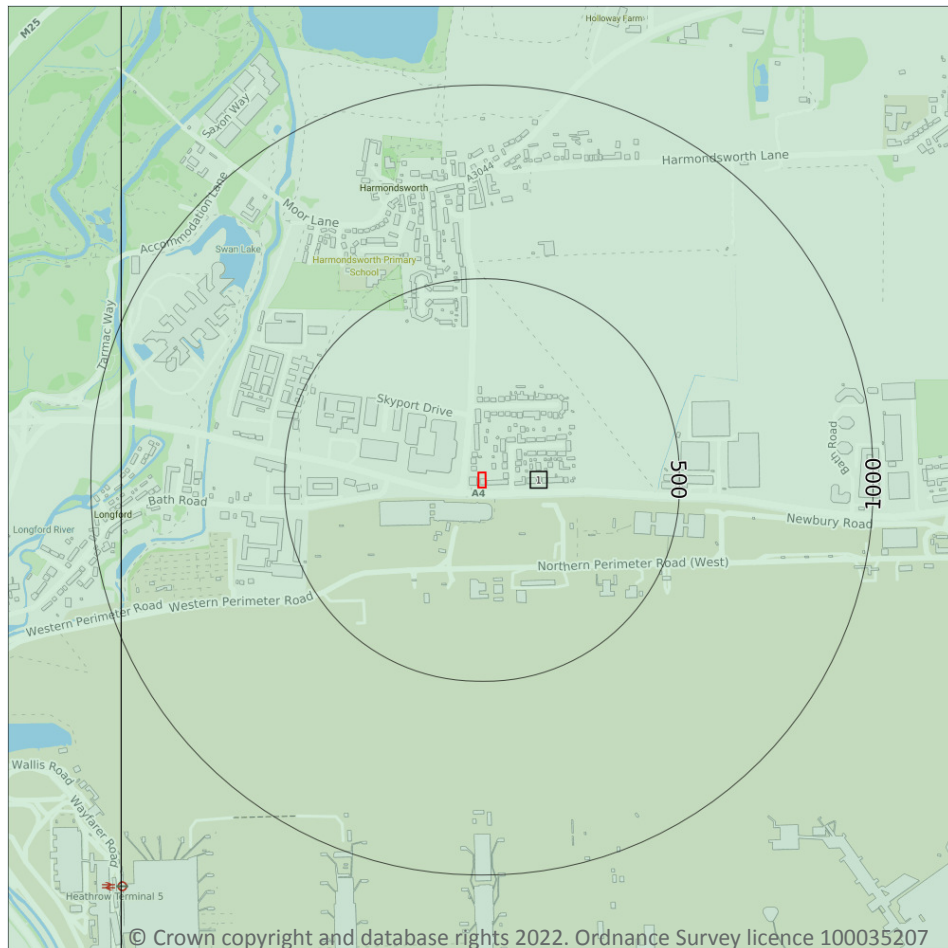 M25
Holloway Farm
Saxon Way
Harmondsworth Lane
A3044
Harmondsworth
Moor Lane
Accommodation Lane
Swan Lake
Harmondsworth Primary
School
Tarmac Way
Skyport Drive
Bath Road
1
500
1000
A4
Bath Road
Longford
Newbury Road
Longford River
Northern Perimeter Road (West)
Western Perimeter Road
Western Perimeter Road
Wallis Road
Wayfarer Road
Heathrow Terminal 5
© Crown copyright and database rights 2022. Ordnance Survey licence 100035207